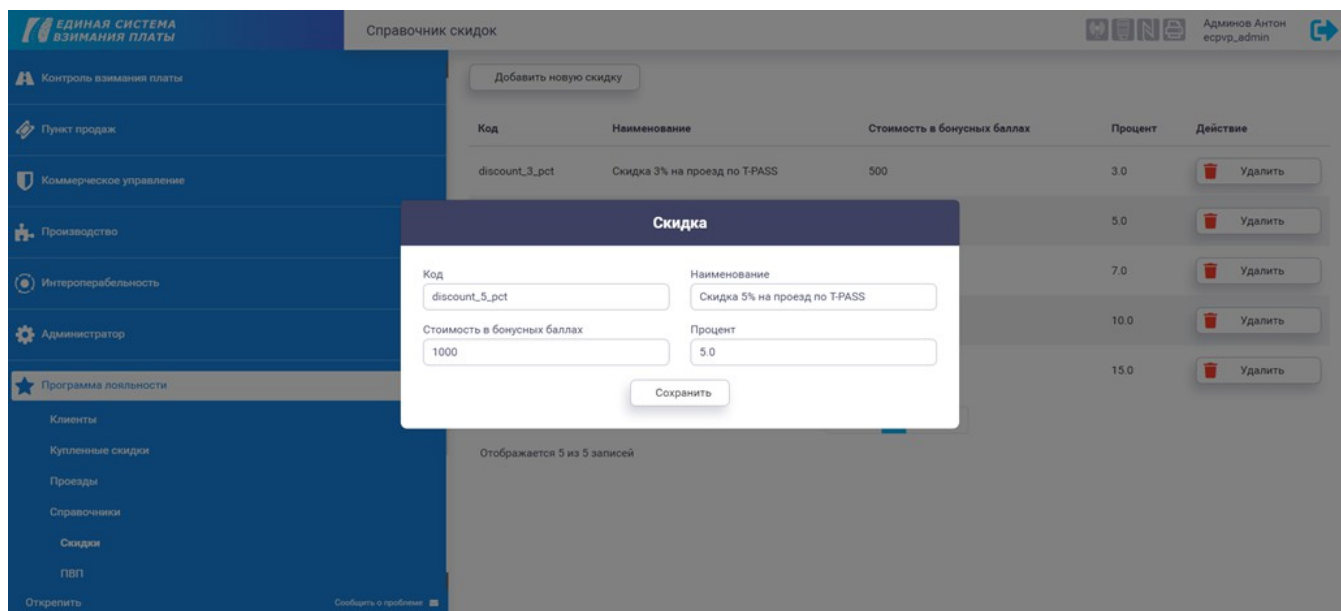 ЕДИНАЯ СИСТЕМА
ВЗИМАНИЯ ПЛАТЫ
Справочник скидок
Админов Антон
ecpvp_admin
Контроль взимания платы
Пункт продаж
Коммерческое управление
Производство
Интероперабельность
Администратор
Программа лояльности
Клиенты
Купленные скидки
Проезды
Справочники
Скидки
ПВП
Открепить Сообщить о проблеме
Добавить новую скидку
Код Наименование Стоимость в бонусных баллах Процент Действие
discount_3_pct Скидка 3% на проезд по T-PASS 500 3.0 Удалить
5.0 Удалить
7.0 Удалить
10.0 Удалить
15.0 Удалить
Отображается 5 из 5 записей
Скидка
Код Наименование
discount_5_pct Скидка 5% на проезд по T-PASS
Стоимость в бонусных баллах Процент
1000 5.0
Сохранить